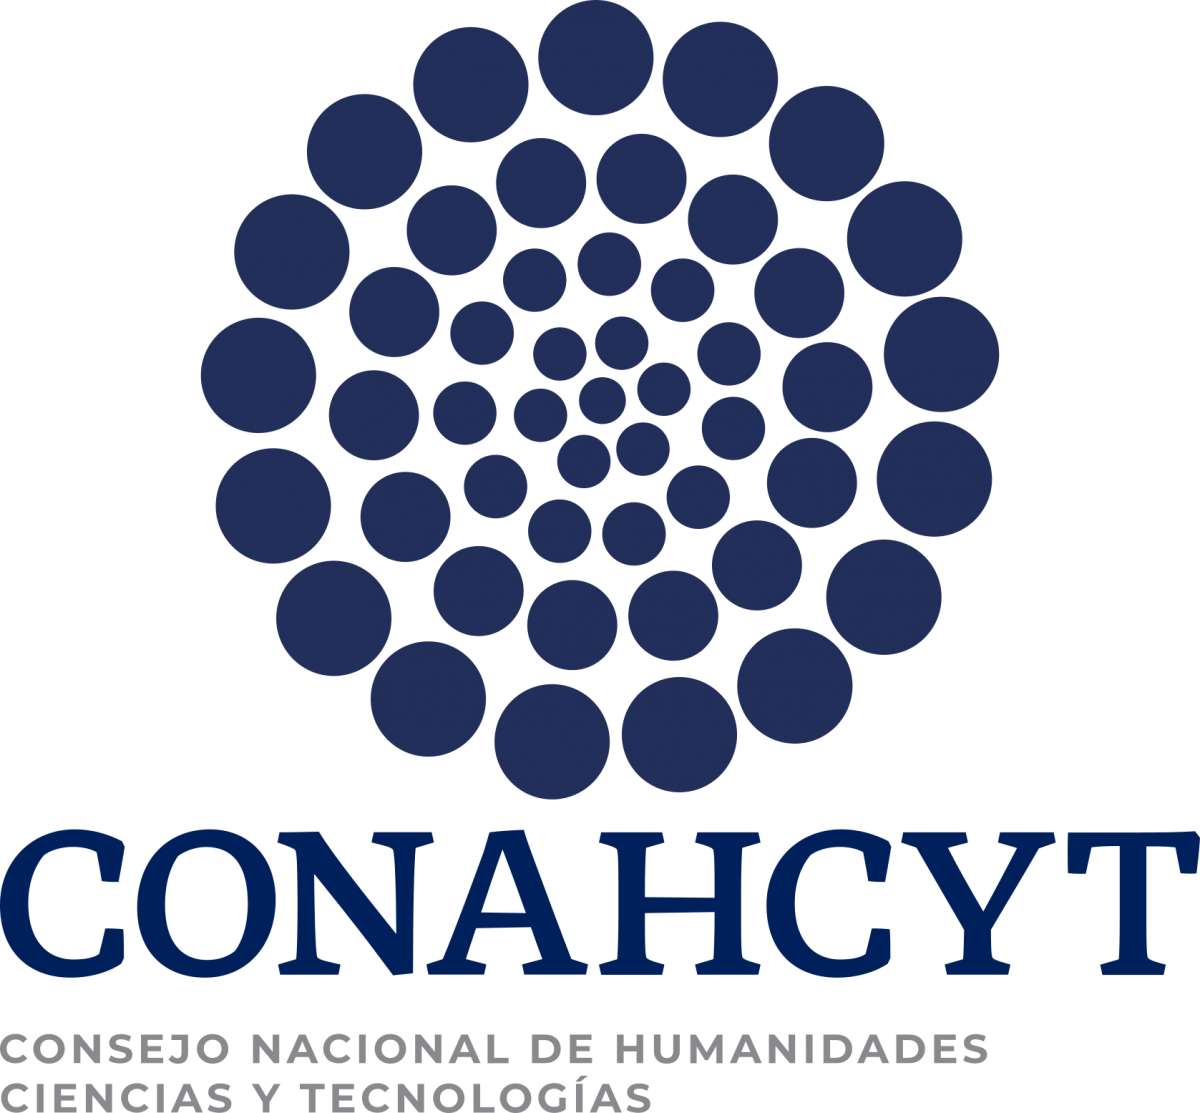 CONAHCYT
CONSEJO NACIONAL DE HUMANIDADES
CIENCIAS Y TECNOLOGÍAS